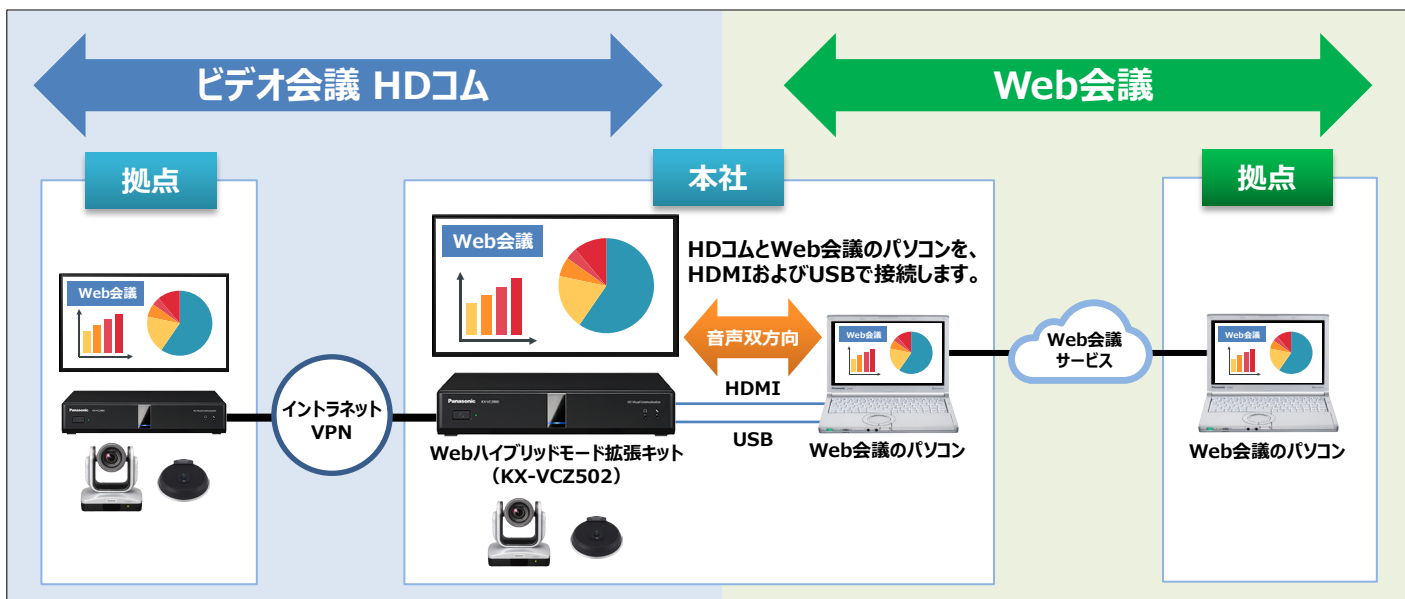 ビデオ会議 HDコム
Web会議
拠点
本社
拠点
Web会議
Web会議
HDコムとWeb会議のパソコンを、
HDMIおよびUSBで接続します。
音声双方向
Web会議
Web会議
サービス
Web会議
イントラネット
VPN
Panasonic
HDMI
USB
Webハイブリッドモード拡張キット
（KX-VCZ502）
Web会議のパソコン
Web会議のパソコン